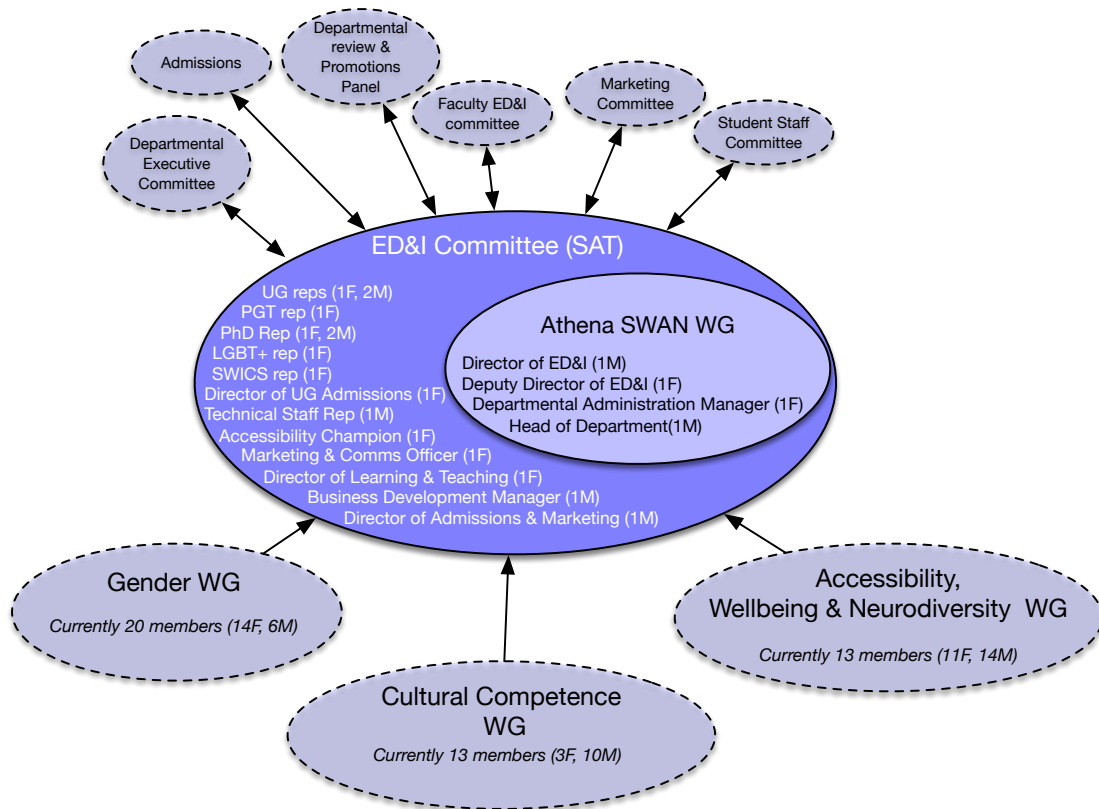 Admissions
Departmental
review &
Promotions
Panel
Faculty ED&I
committee
Marketing
Committee
Student Staff
Committee
Departmental
Executive
Committee
ED&I Committee (SAT)
UG reps (1F, 2M)
PGT rep (1F)
PhD Rep (1F, 2M)
LGBT+ rep (1F)
SWICS rep (1F)
Director of UG Admissions (1F)
Technical Staff Rep (1M)
Accessibility Champion (1F)
Marketing & Comms Officer (1F)
Director of Learning & Teaching (1F)
Business Development Manager (1M)
Director of Admissions & Marketing (1M)
Athena SWAN WG
Director of ED&I (1M)
Deputy Director of ED&I (1F)
Departmental Administration Manager (1F)
Head of Department(1M)
Gender WG
Currently 20 members (14F, 6M)
Cultural Competence
WG
Currently 13 members (3F, 10M)
Accessibility,
Wellbeing & Neurodiversity WG
Currently 13 members (11F, 14M)